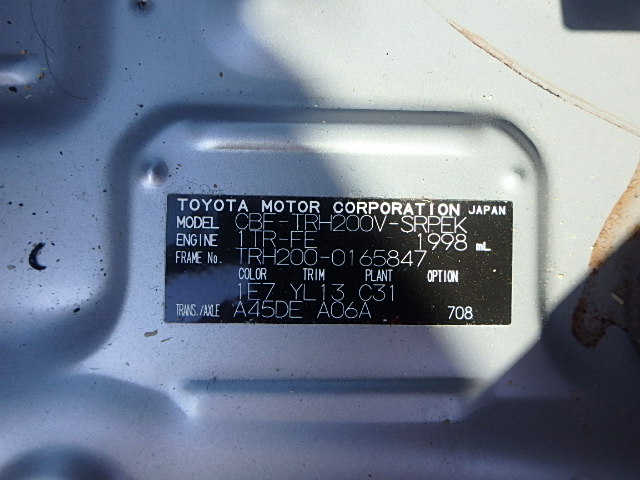 TOYOTA MOTOR CORPORATION JAPAN
MODEL CBF-TRH200V-SRPEK
ENGINE 1TR-FE 1998 mL
FRAME No. TRH200-0165847
COLOR TRIM PLANT OPTION
1E7 YL13 C31
TRANS./AXLE A45DE A06A 708